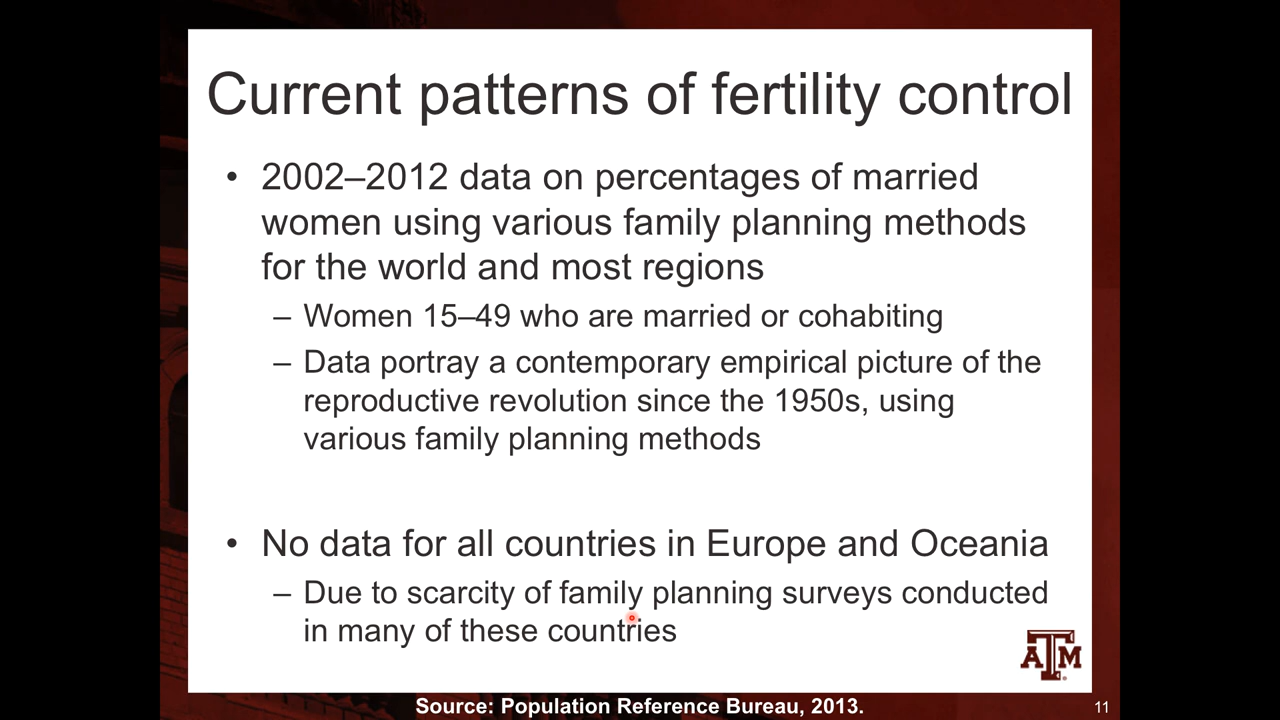 Current patterns of fertility control
• 2002–2012 data on percentages of married
women using various family planning methods
for the world and most regions
– Women 15–49 who are married or cohabiting
– Data portray a contemporary empirical picture of the
reproductive revolution since the 1950s, using
various family planning methods
• No data for all countries in Europe and Oceania
– Due to scarcity of family planning surveys conducted
in many of these countries
ATM
Source: Population Reference Bureau, 2013.
11